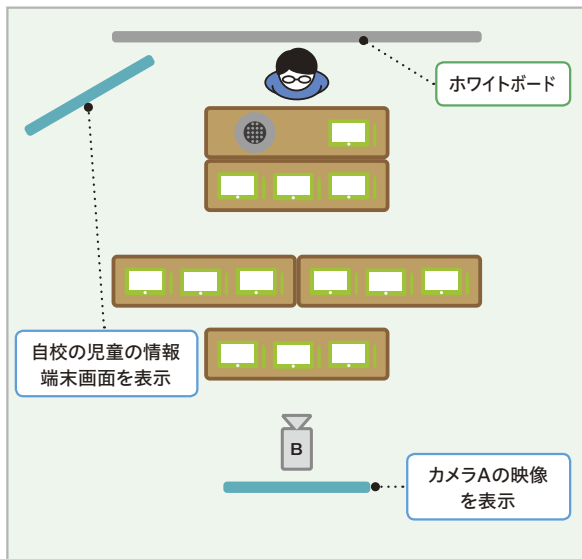 ホワイトボード
自校の児童の情報
端末画面を表示
B
カメラAの映像
を表示